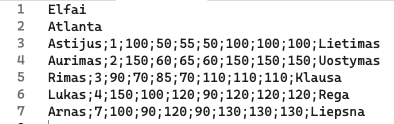 1 Elfai
2 Atlanta
3 Astijus;1;100;50;55;50;100;100;100;Lietimas
4 Aurimas;2;150;60;65;60;150;150;150;Uostymas
5 Rimas;3;90;70;85;70;110;110;110;Klausa
6 Lukas;4;150;100;120;90;120;120;120;Rega
7 Arnas;7;100;90;120;90;130;130;130;Liepsna